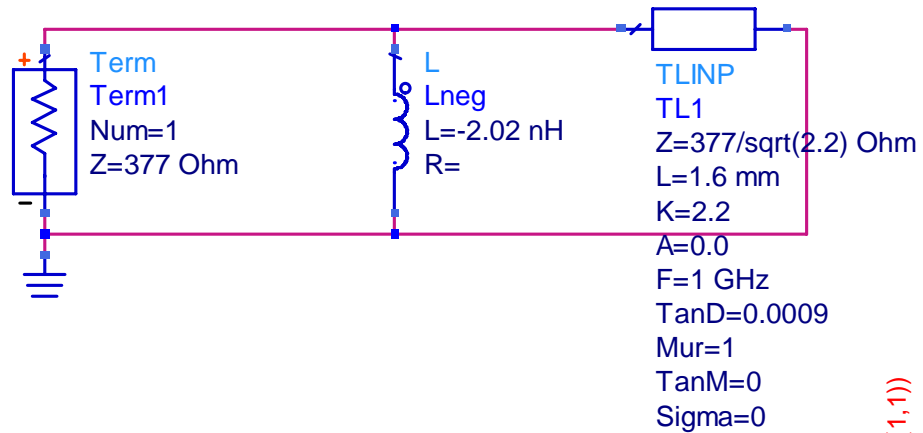 +
Term
Term1
Num=1
Z=377 Ohm
-
L
Lneg
L=-2.02 nH
R=
TLINP
TL1
Z=377/sqrt(2.2) Ohm
L=1.6 mm
K=2.2
A=0.0
F=1 GHz
TanD=0.0009
Mur=1
TanM=0
Sigma=0
1,1))